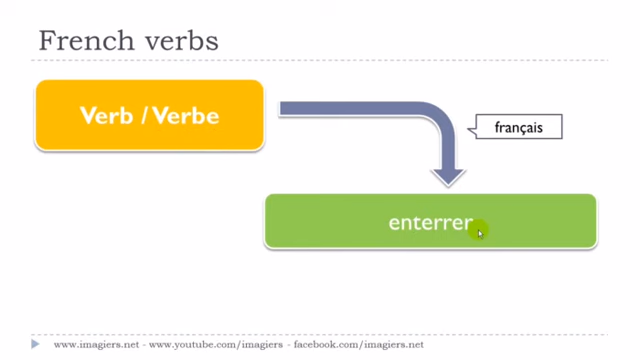 French verbs
Verb / Verbe
français
enterrer
www.imagiers.net - www.youtube.com/imagiers - facebook.com/imagiers.net